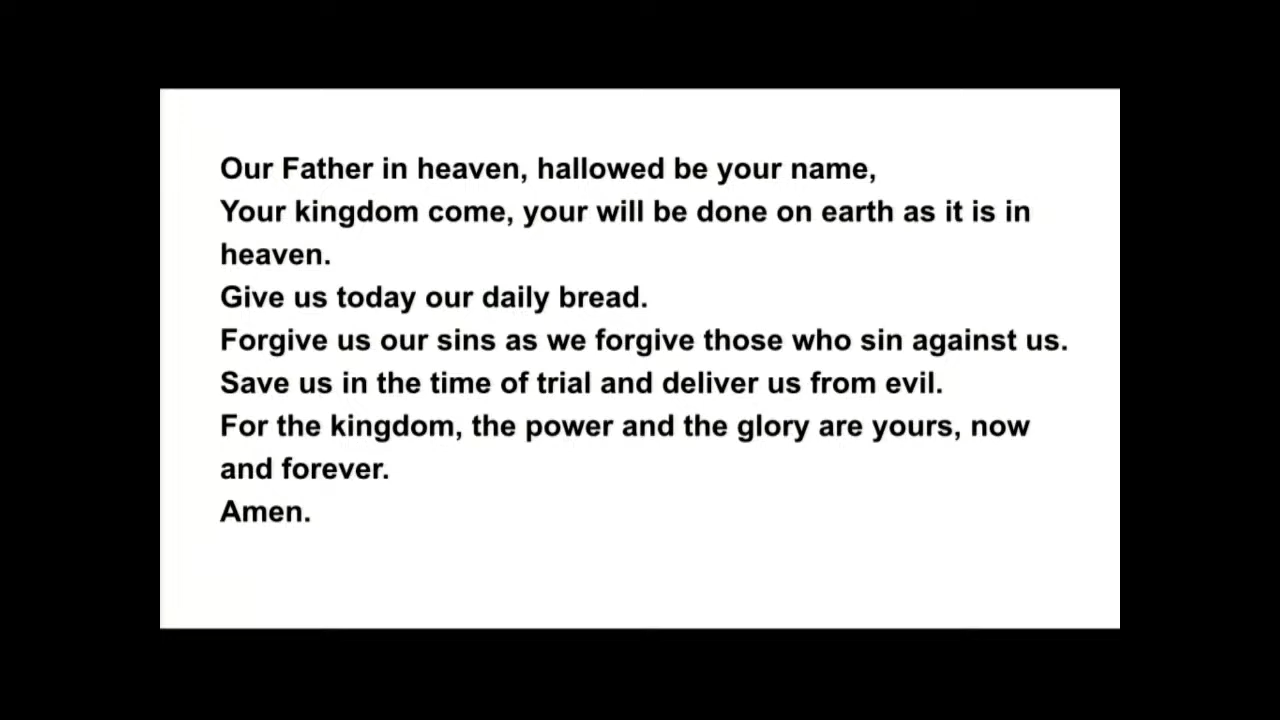 Our Father in heaven, hallowed be your name,
Your kingdom come, your will be done on earth as it is in
heaven.
Give us today our daily bread.
Forgive us our sins as we forgive those who sin against us.
Save us in the time of trial and deliver us from evil.
For the kingdom, the power and the glory are yours, now
and forever.
Amen.